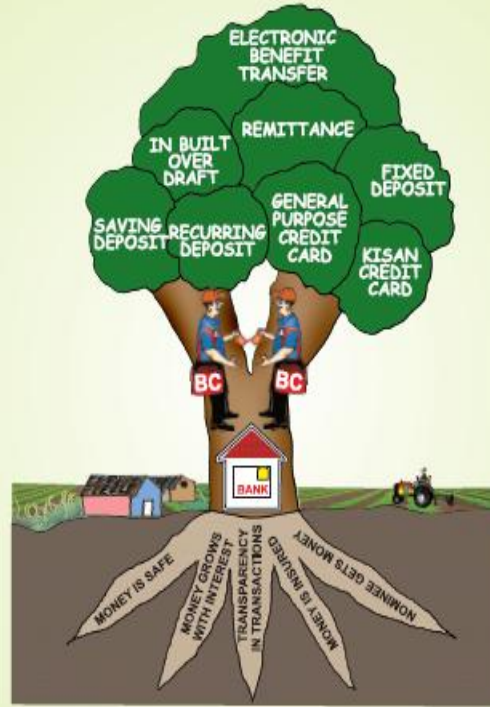 ELECTRONIC
BENEFIT
TRANSFER
REMITTANCE
IN BUILT
OVER
DRAFT
FIXED
DEPOSIT
SAVING
DEPOSIT
RECURRING
DEPOSIT
GENERAL
PURPOSE
CREDIT
CARD
KISAN
CREDIT
CARD
BC
BC
BANK
MONEY IS SAFE
MONEY GROWS
WITH INTEREST
TRANSPARENCY
IN TRANSACTIONS
MONEY IS INSURED
NOMINEE GETS MONEY